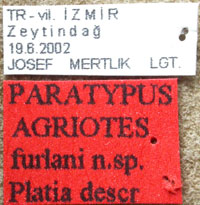 TR-vil. IZMIR
Zeytindağ
19.6.2002
JOSEF MERTLIK LGT.
PARATYPUS
AGRIOTES
furlani n.sp.
Platia descr